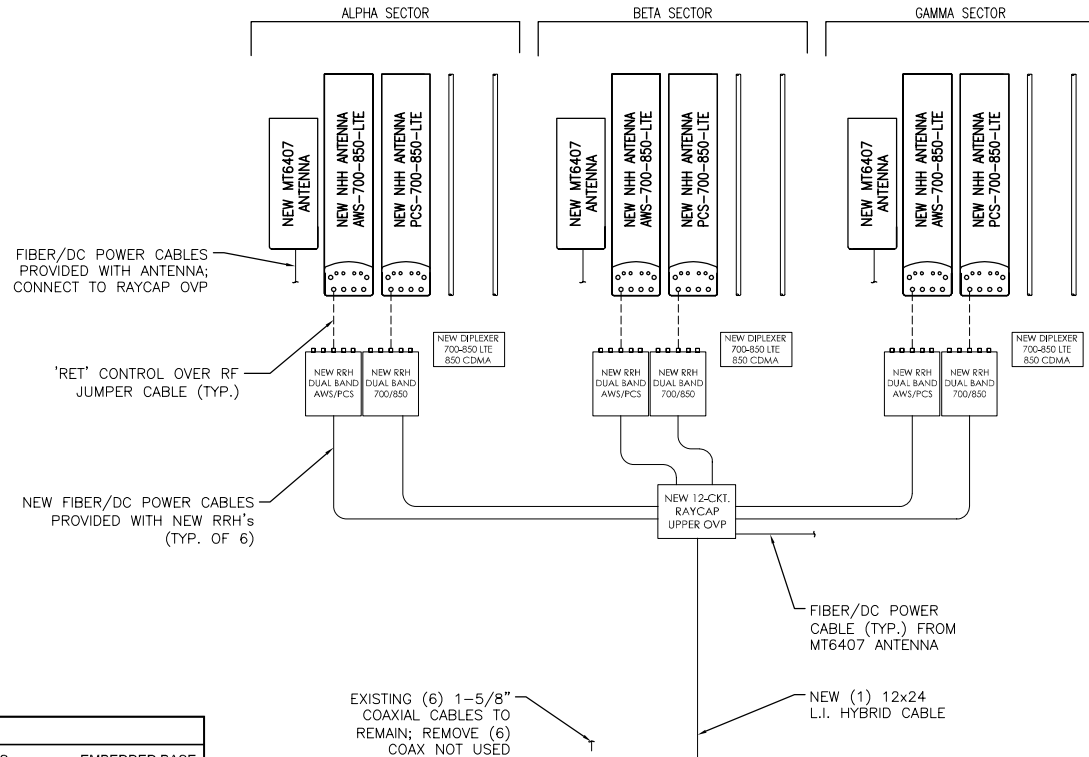 ALPHA SECTOR
BETA SECTOR
GAMMA SECTOR
NEW MT6407
ANTENNA
NEW NHH ANTENNA
AWS-700-850-LTE
NEW NHH ANTENNA
PCS-700-850-LTE
NEW MT6407
ANTENNA
NEW NHH ANTENNA
AWS-700-850-LTE
NEW NHH ANTENNA
PCS-700-850-LTE
NEW MT6407
ANTENNA
NEW NHH ANTENNA
AWS-700-850-LTE
NEW NHH ANTENNA
PCS-700-850-LTE
FIBER/DC POWER CABLES
PROVIDED WITH ANTENNA;
CONNECT TO RAYCAP OVP
'RET' CONTROL OVER RF
JUMPER CABLE (TYP.)
NEW RRH
DUAL BAND
AWS/PCS
NEW RRH
DUAL BAND
700/850
NEW DIPLEXER
700-850 LTE
850 CDMA
NEW RRH
DUAL BAND
AWS/PCS
NEW RRH
DUAL BAND
700/850
NEW DIPLEXER
700-850 LTE
850 CDMA
NEW RRH
DUAL BAND
AWS/PCS
NEW RRH
DUAL BAND
700/850
NEW DIPLEXER
700-850 LTE
850 CDMA
NEW FIBER/DC POWER CABLES
PROVIDED WITH NEW RRH's
(TYP. OF 6)
NEW 12-CKT.
RAYCAP
UPPER OVP
FIBER/DC POWER
CABLE (TYP.) FROM
MT6407 ANTENNA
EXISTING (6) 1-5/8"
COAXIAL CABLES TO
REMAIN; REMOVE (6)
COAX NOT USED
NEW (1) 12x24
L.I. HYBRID CABLE